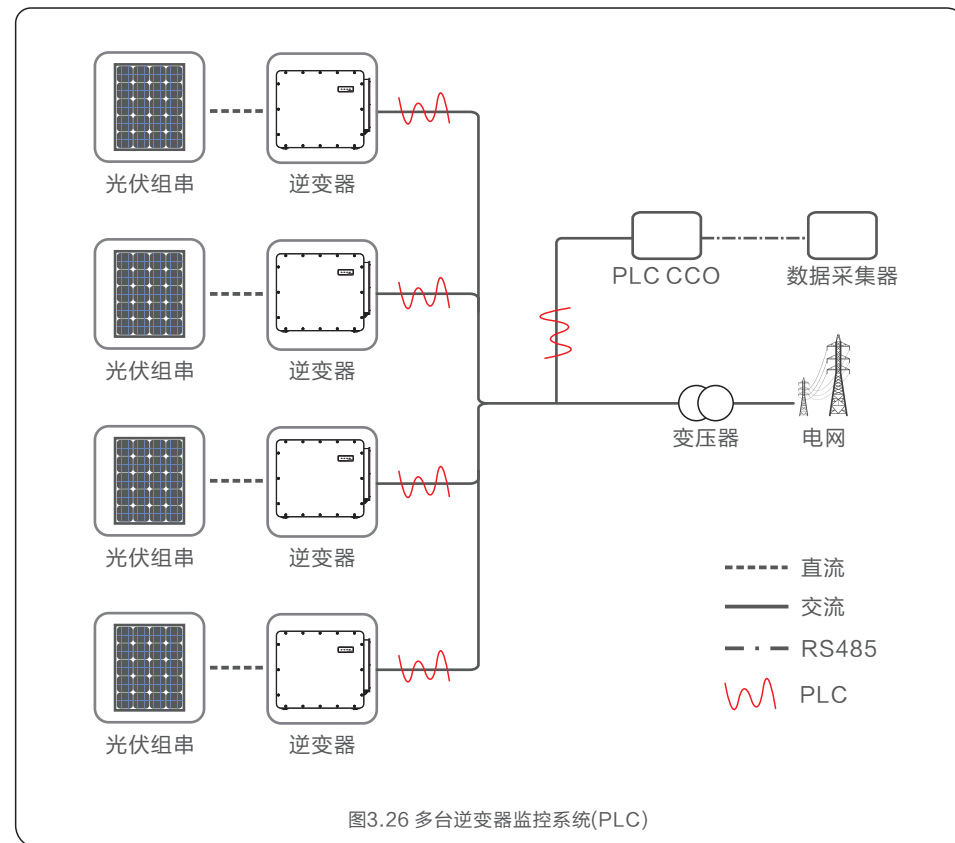 光伏组串
逆变器
光伏组串
逆变器
光伏组串
逆变器
光伏组串
逆变器
PLC CCO
数据采集器
变压器
电网
直流
交流
RS485
PLC
图3.26 多台逆变器监控系统(PLC)